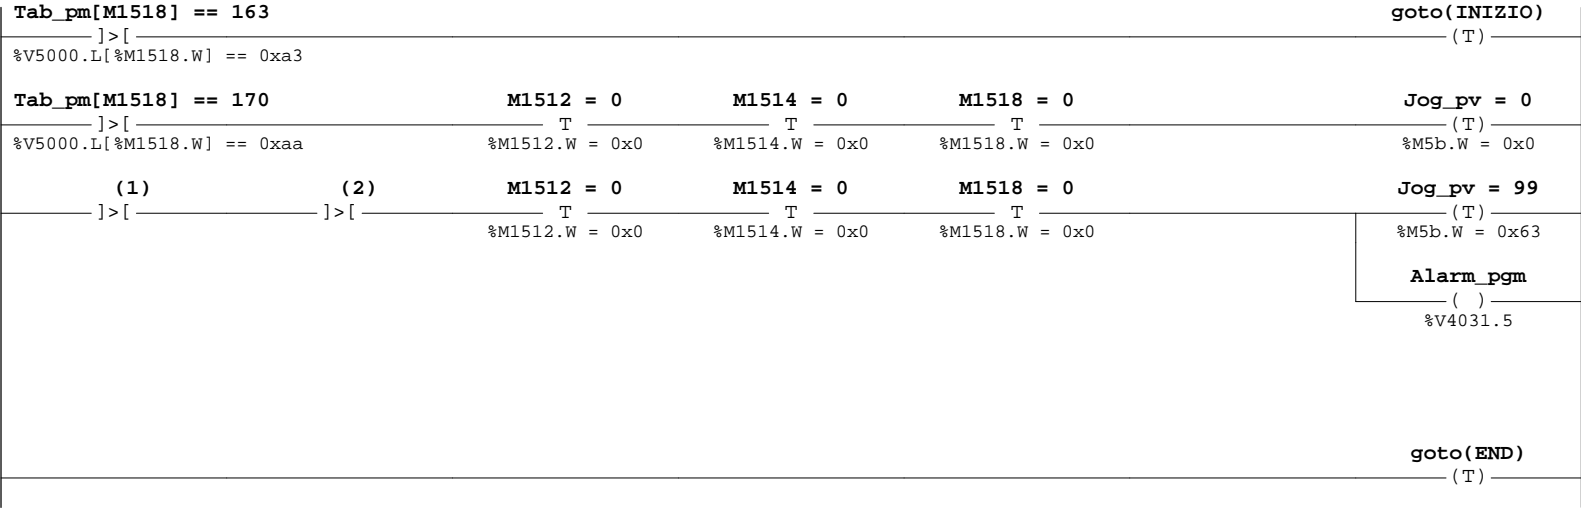 Tab_pm[M1518] == 163 goto(INIZIO)
]>[ (T)
%V5000.L[%M1518.W] == 0xa3
Tab_pm[M1518] == 170 M1512 = 0 M1514 = 0 M1518 = 0 Jog_pv = 0
]>[ T T T (T)
%V5000.L[%M1518.W] == 0xaa %M1512.W = 0x0 %M1514.W = 0x0 %M1518.W = 0x0 %M5b.W = 0x0
(1) (2) M1512 = 0 M1514 = 0 M1518 = 0 Jog_pv = 99
]>[ ]>[ T T T (T)
%M1512.W = 0x0 %M1514.W = 0x0 %M1518.W = 0x0 %M5b.W = 0x63
Alarm_pgm
( )
%V4031.5
goto(END)
(T)